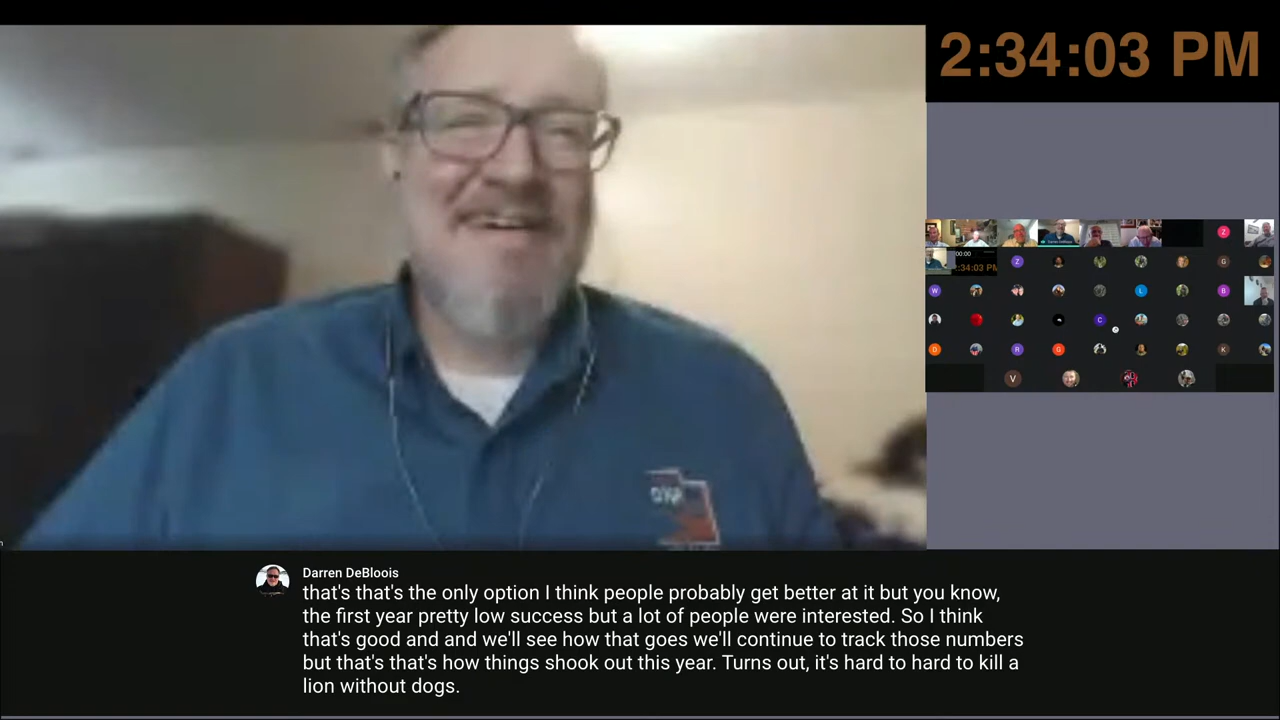 2:34:03 PM
Darren DeBloois
that's that's the only option I think people probably get better at it but you know,
the first year pretty low success but a lot of people were interested. So I think
that's good and and we'll see how that goes we'll continue to track those numbers
but that's that's how things shook out this year. Turns out, it's hard to hard to kill a
lion without dogs.
Z
Z
G
W
L
B
C
D
R
G
K
V